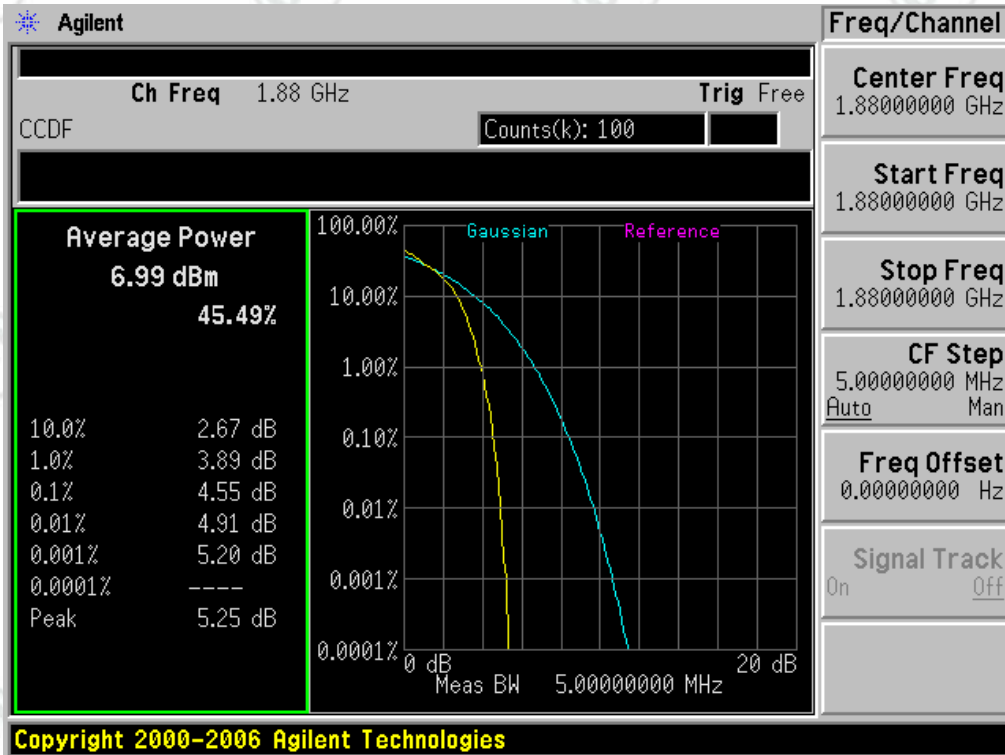 Agilent
Freq/Channel
Ch Freq 1.88 GHz Trig Free
CCDF Counts(k): 100
Average Power
6.99 dBm
45.49%
10.0% 2.67 dB
1.0% 3.89 dB
0.1% 4.55 dB
0.01% 4.91 dB
0.001% 5.20 dB
0.0001% ----
Peak 5.25 dB
Gaussian Reference
100.00%
10.00%
1.00%
0.10%
0.01%
0.001%
0.0001%
0 dB 20 dB
Meas BW 5.00000000 MHz
Center Freq
1.88000000 GHz
Start Freq
1.88000000 GHz
Stop Freq
1.88000000 GHz
CF Step
5.00000000 MHz
Auto Man
Freq Offset
0.00000000 Hz
Signal Track
On Off
Copyright 2000-2006 Agilent Technologies